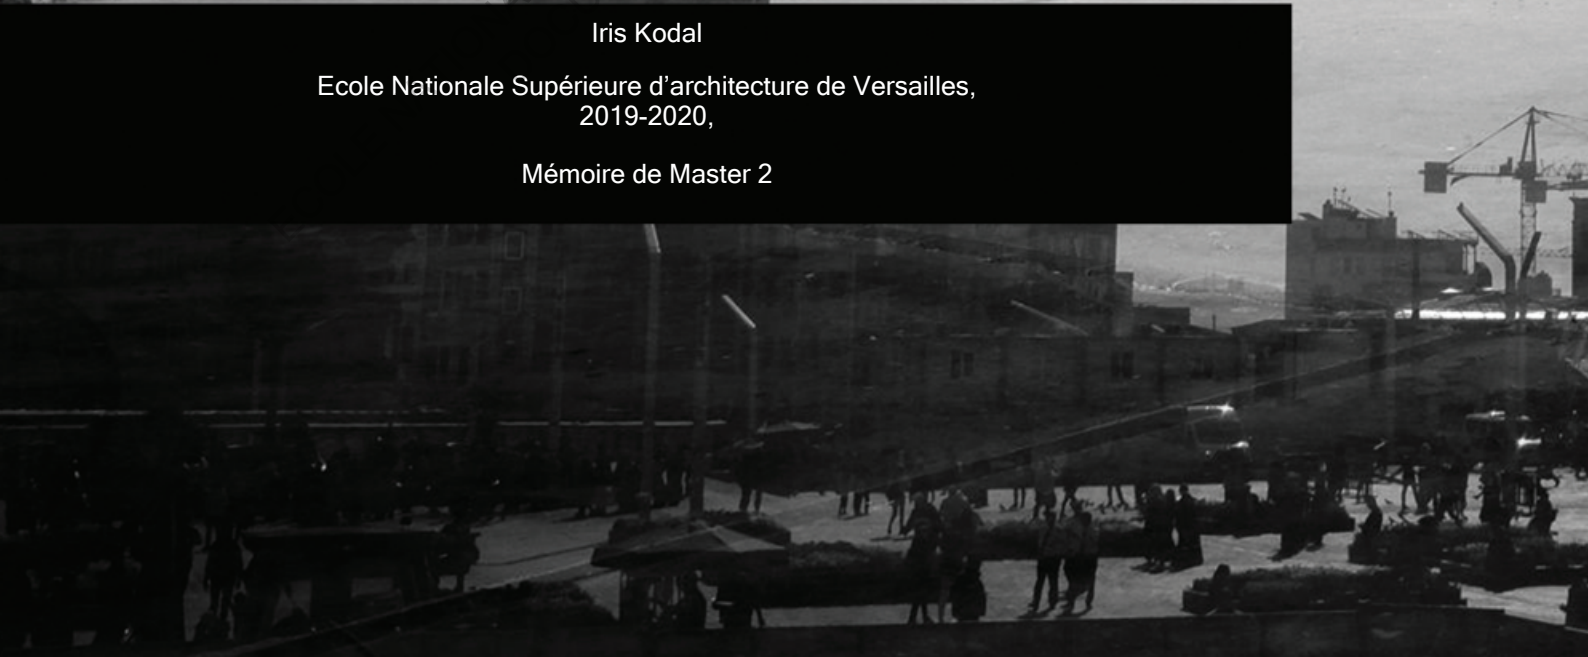 Iris Kodal
Ecole Nationale Supérieure d’architecture de Versailles,
2019-2020,
Mémoire de Master 2